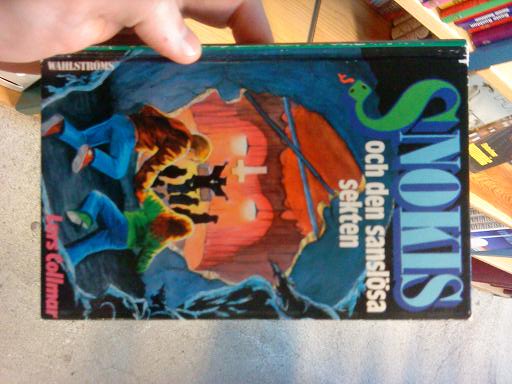 WAHLSTRÖMS
SNOKIS
och den sanslösa
sekten
Lars Collmar